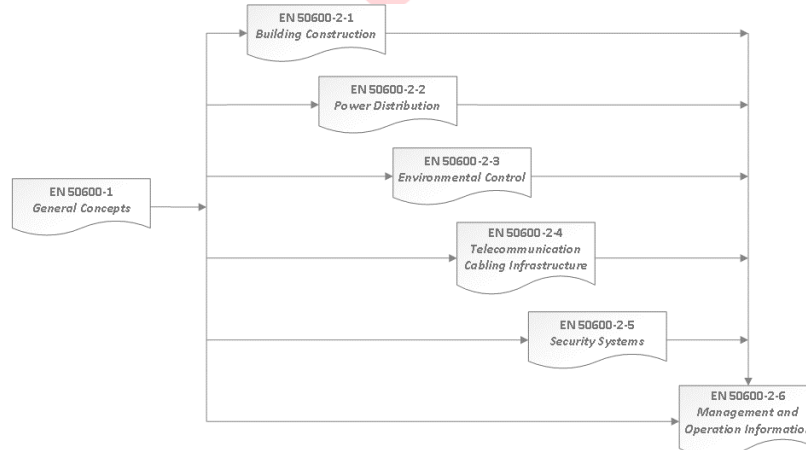 EN 50600-2-1
Building Construction
EN 50600-2-2
Power Distribution
EN 50600-2-3
Environmental Control
EN 50600-1
General Concepts
EN 50600-2-4
Telecommunication
Cabling Infrastructure
EN 50600-2-5
Security Systems
EN 50600-2-6
Management and
Operation Informatio